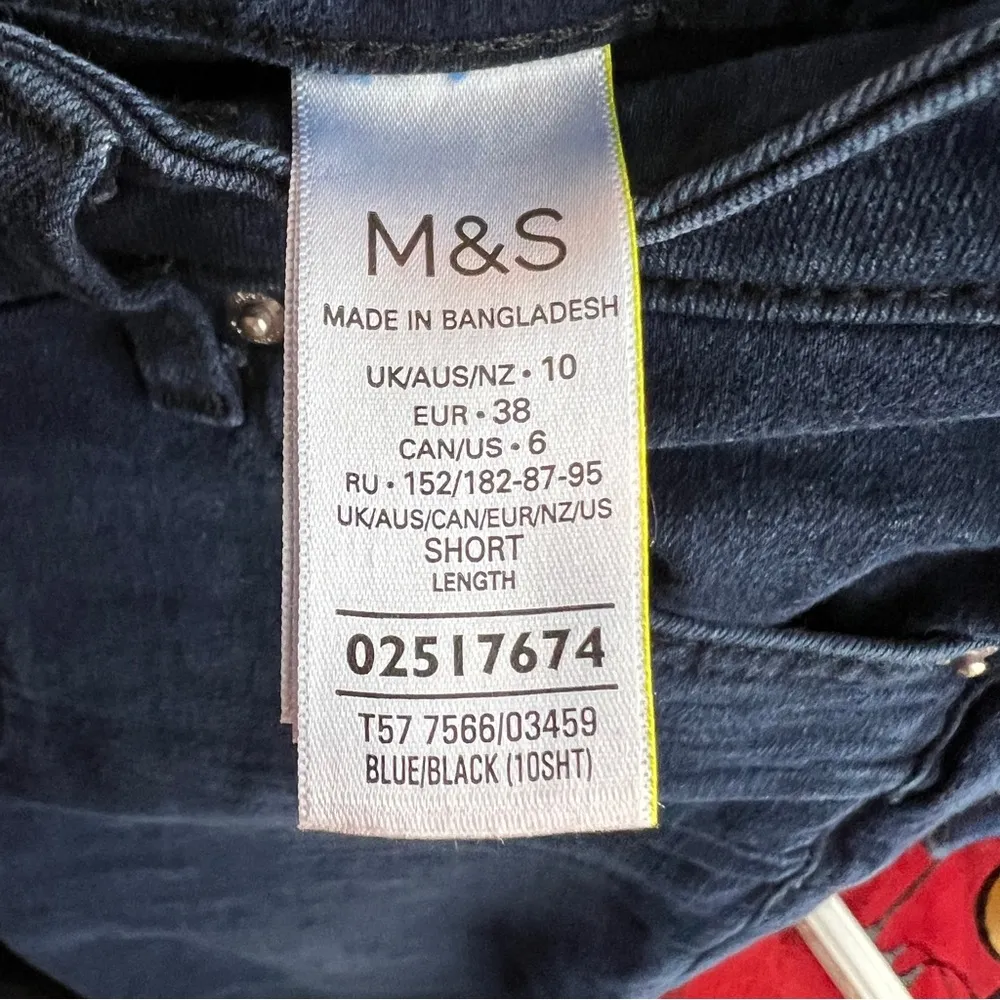 M&S
MADE IN BANGLADESH
UK/AUS/NZ • 10
EUR • 38
CAN/US • 6
RU • 152/182-87-95
UK/AUS/CAN/EUR/NZ/US
SHORT
LENGTH
02517674
T57 7566/03459
BLUE/BLACK (10SHT)